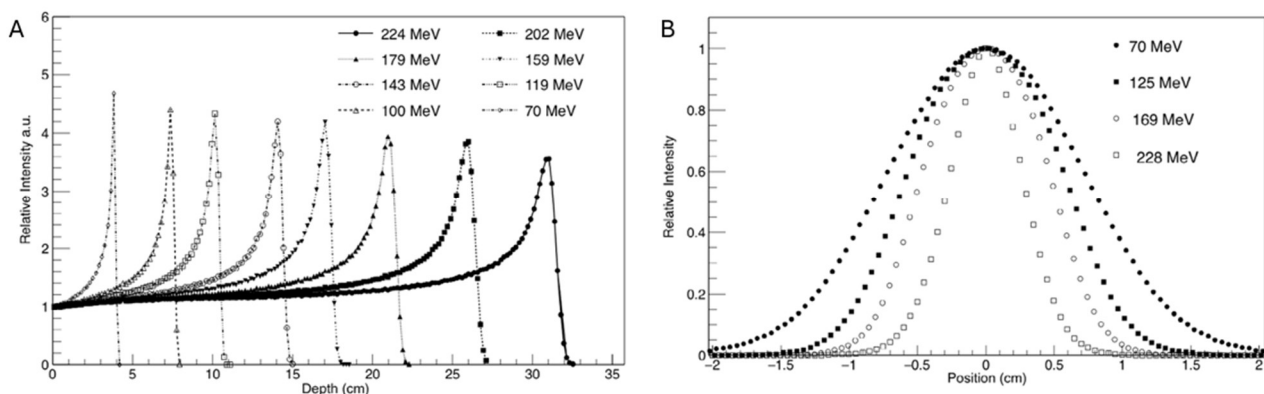 A
6
5
4
3
2
1
0
Relative Intensity a.u.
224 MeV
202 MeV
179 MeV
159 MeV
143 MeV
119 MeV
100 MeV
70 MeV
0 5 10 15 20 25 30 35
Depth (cm)
B
1
0.8
0.6
0.4
0.2
0
Relative Intensity
70 MeV
125 MeV
169 MeV
228 MeV
−2 −1.5 −1 −0.5 0 0.5 1 1.5 2
Position (cm)